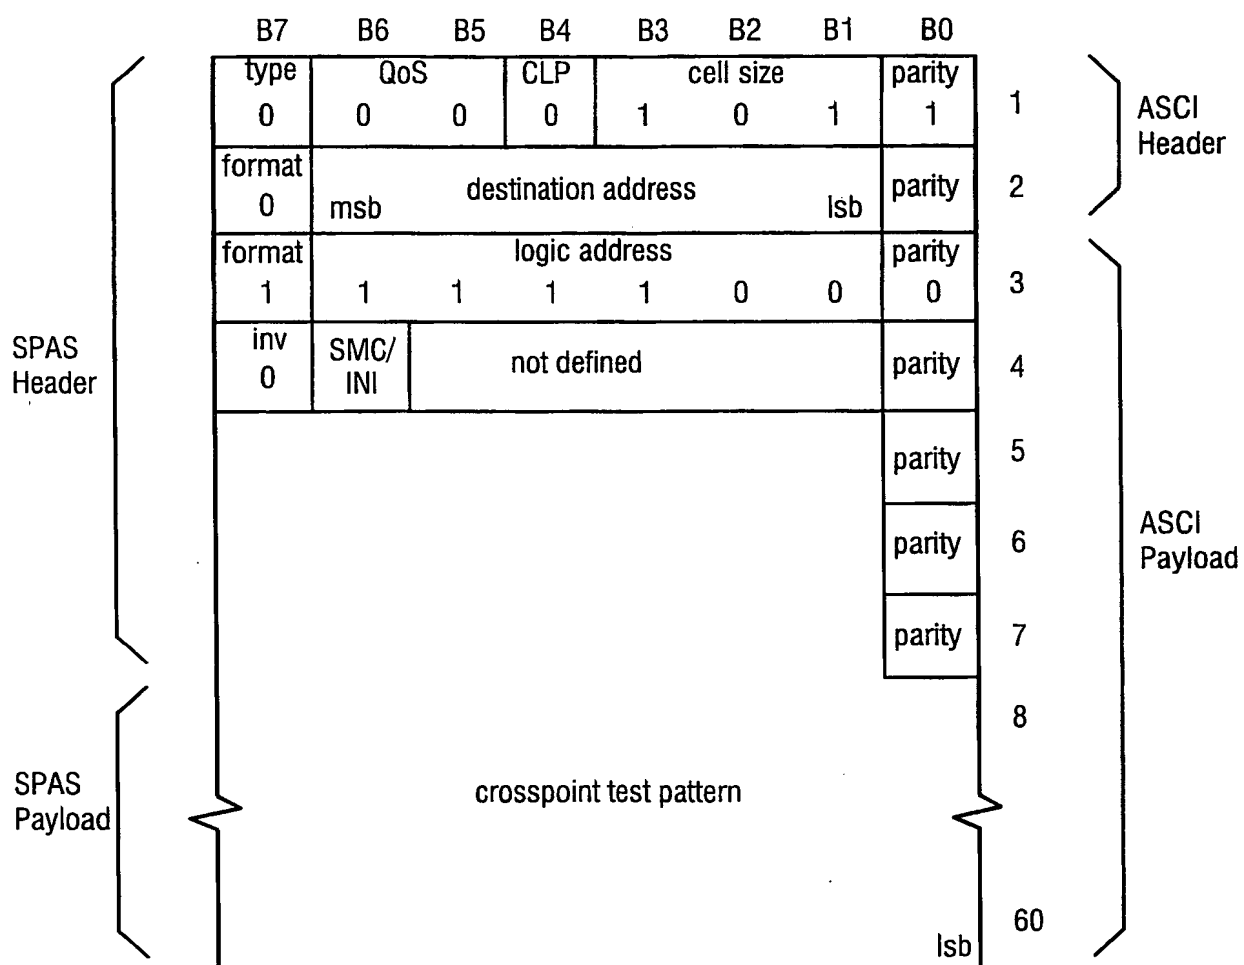 B7 B6 B5 B4 B3 B2 B1 B0
type QoS CLP cell size parity
0 0 0 0 1 0 1 1 1
ASCI
Header
format
0 msb destination address lsb parity 2
format logic address parity
1 1 1 1 1 0 0 0 3
SPAS
Header
inv
0 SMC/
INI not defined parity 4
parity 5
parity 6
ASCI
Payload
parity 7
8
SPAS
Payload
crosspoint test pattern
60
lsb